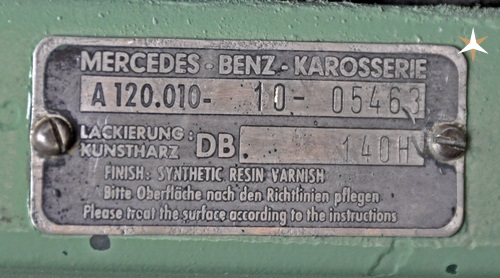 MERCEDES-BENZ-KAROSSERIE
A 120.010- 10- 05463
LACKIERUNG:
KUNSTHARZ DB 140H
FINISH: SYNTHETIC RESIN VARNISH
Bitte Oberfläche nach den Richtlinien pflegen
Please treat the surface according to the instructions